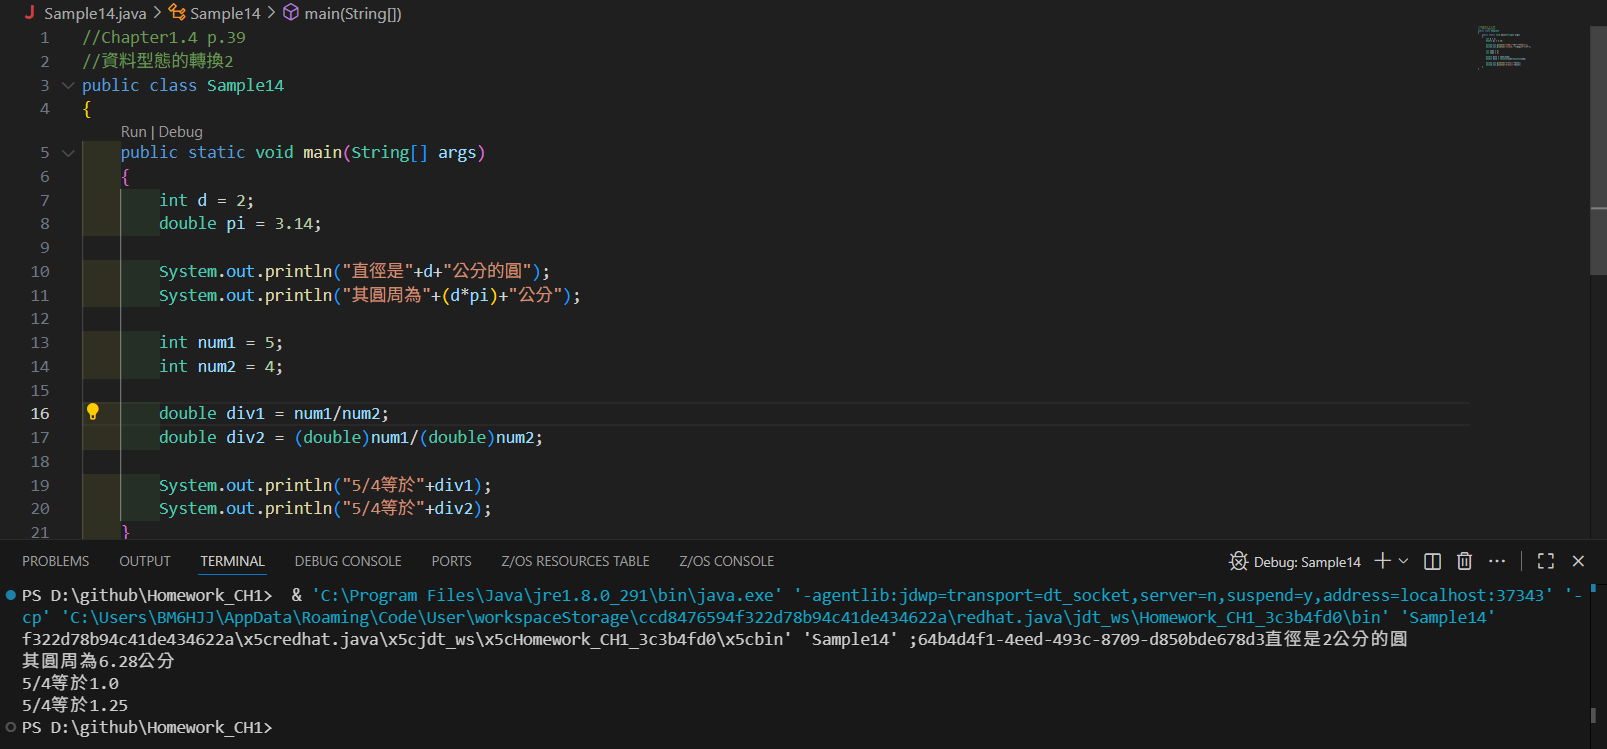 Sample14.java > Sample14 > main(String[])
1 //Chapter1.4 p.39
2 //資料型態的轉換2
3 public class Sample14
4 {
Run | Debug
5 public static void main(String[] args)
6 {
7 int d = 2;
8 double pi = 3.14;
9
10 System.out.println("直徑是"+d+"公分的圓");
11 System.out.println("其圓周為"+(d*pi)+"公分");
12
13 int num1 = 5;
14 int num2 = 4;
15
16 double div1 = num1/num2;
17 double div2 = (double)num1/(double)num2;
18
19 System.out.println("5/4等於"+div1);
20 System.out.println("5/4等於"+div2);
21 }
PROBLEMS OUTPUT TERMINAL DEBUG CONSOLE PORTS Z/OS RESOURCES TABLE Z/OS CONSOLE Debug: Sample14
PS D:\github\Homework_CH1> & 'C:\Program Files\Java\jre1.8.0_291\bin\java.exe' '-agentlib:jdwp=transport=dt_socket,server=n,suspend=y,address=localhost:37343' '-
cp' 'C:\Users\BM6HJJ\AppData\Roaming\Code\User\workspaceStorage\ccd8476594f322d78b94c41de434622a\redhat.java\jdt_ws\Homework_CH1_3c3b4fd0\bin' 'Sample14'
f322d78b94c41de434622a\x5credhat.java\x5cjdt_ws\x5cHomework_CH1_3c3b4fd0\x5cbin' 'Sample14' ;64b4d4f1-4eed-493c-8709-d850bde678d3直徑是2公分的圓
其圓周為6.28公分
5/4等於1.0
5/4等於1.25
PS D:\github\Homework_CH1>